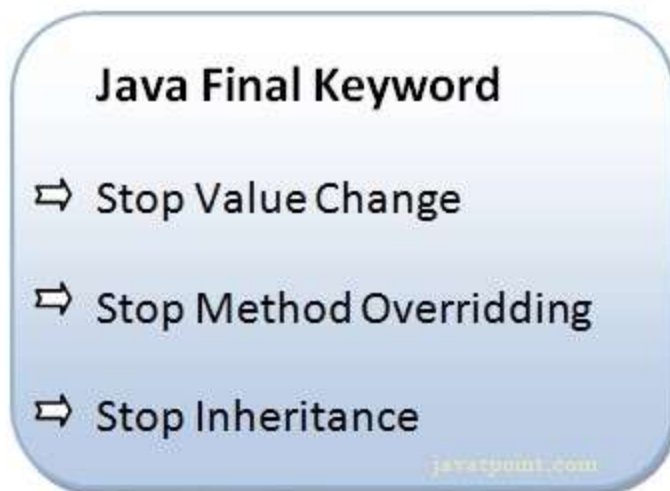 Java Final Keyword
⇨ Stop Value Change
⇨ Stop Method Overridding
⇨ Stop Inheritance
javatpoint.com